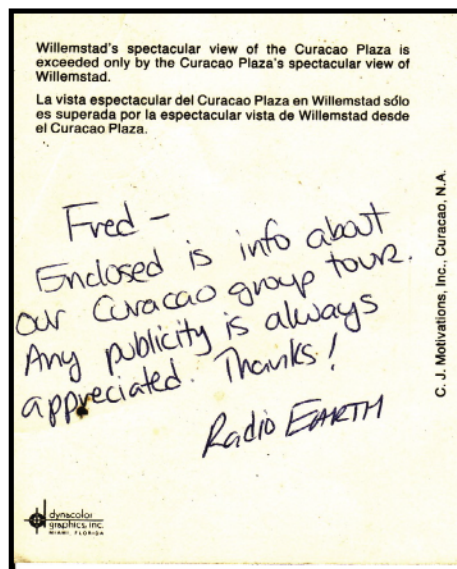 Willemstad's spectacular view of the Curacao Plaza is
exceeded only by the Curacao Plaza's spectacular view of
Willemstad.
La vista espectacular del Curacao Plaza en Willemstad sólo
es superada por la espectacular vista de Willemstad desde
el Curacao Plaza.
Fred -
Enclosed is info about
our Curacao group tour.
Any publicity is always
appreciated. Thanks!
Radio EARTH
C. J. Motivations, Inc., Curacao, N.A.
dynacolor
graphics, inc.
MIAMI, FLORIDA